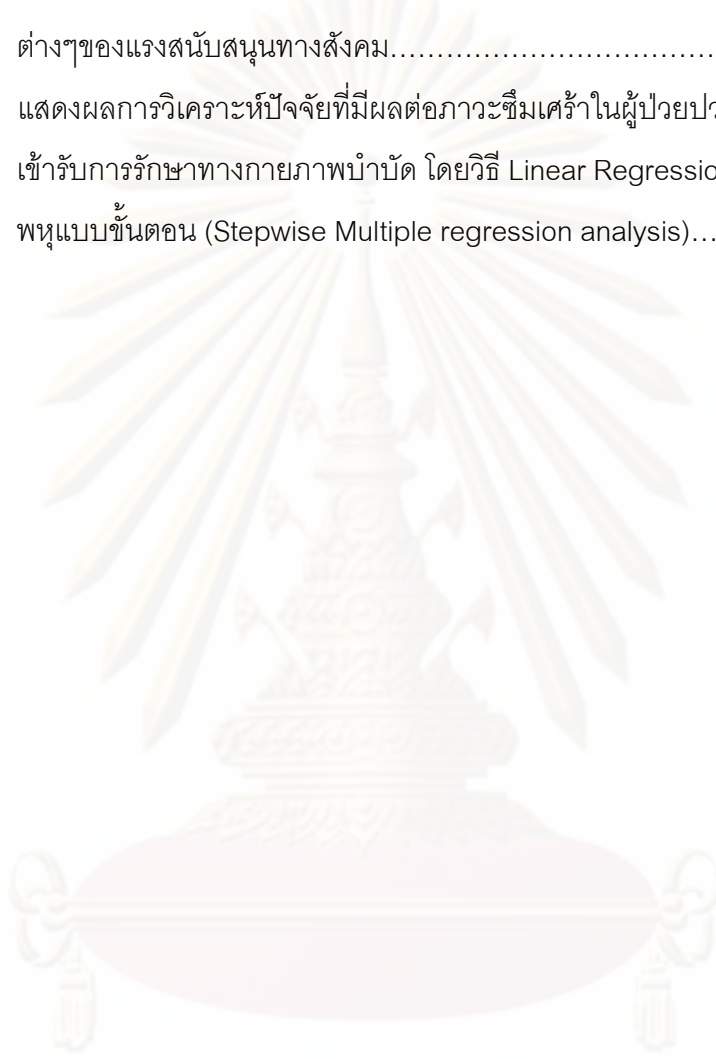 ต่างๆของแรงสนับสนุนทางสังคม……………………………….
แสดงผลการวิเคราะห์ปัจจัยที่มีผลต่อภาวะซึมเศร้าในผู้ป่วย
เข้ารับการรักษาทางกายภาพบำบัด โดยวิธี Linear
พหุแบบขั้นตอน (Stepwise Multiple regression analysis)…